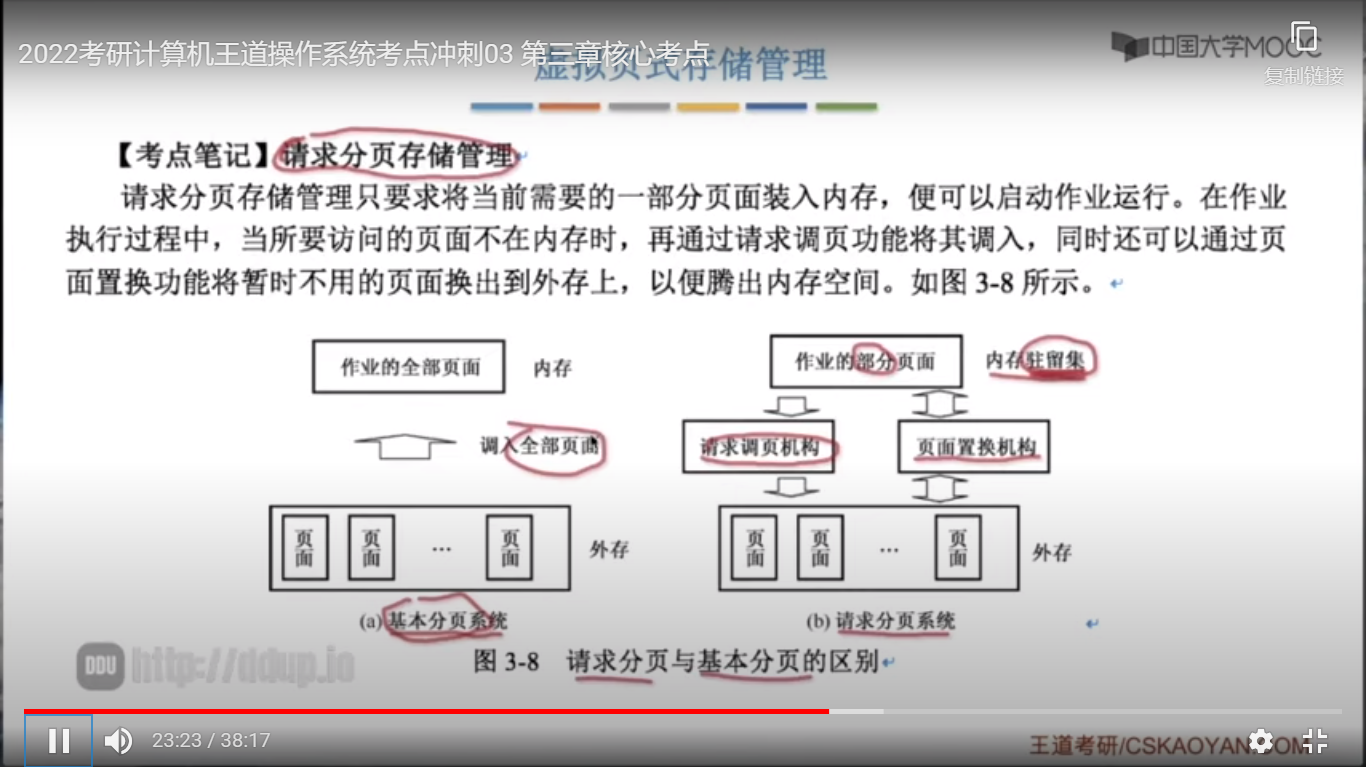 2022考研计算机王道操作系统考点冲刺03 第三章核心考点
虚拟页式存储管理
中国大学MOOC
复制链接
【考点笔记】请求分页存储管理
请求分页存储管理只要求将当前需要的一部分页面装入内存，便可以启动作业运行。在作业
执行过程中，当所要访问的页面不在内存时，再通过请求调页功能将其调入，同时还可以通过页
面置换功能将暂时不用的页面换出到外存上，以便腾出内存空间。如图 3-8 所示。
作业的全部页面 内存
调入全部页面
页面 页面 … 页面 外存
(a) 基本分页系统
作业的部分页面 内存驻留集
请求调页机构 页面置换机构
页面 页面 … 页面 外存
(b) 请求分页系统
图 3-8 请求分页与基本分页的区别
DDU http://ddup.io
23:23 / 38:17
王道考研/CSKAOYAN.COM